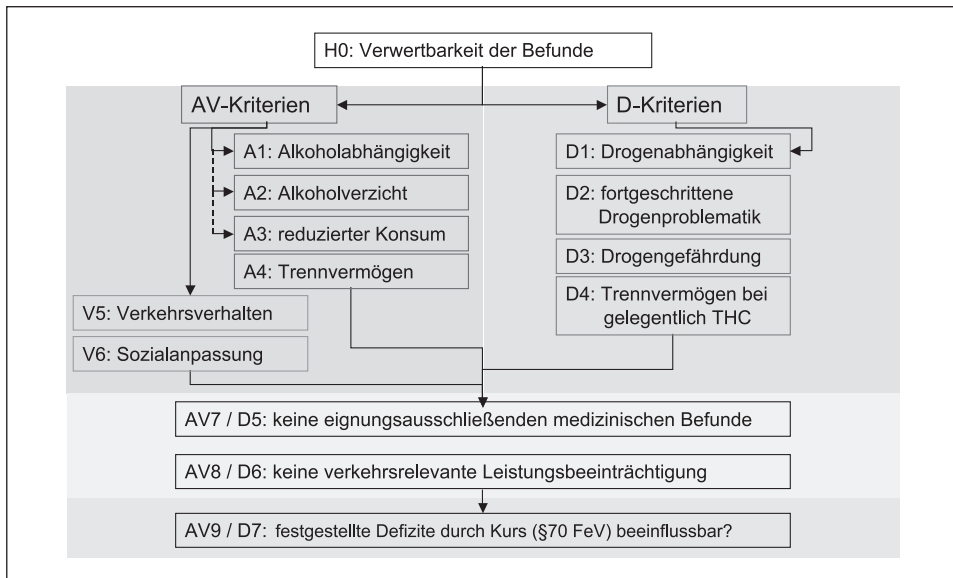 H0: Verwertbarkeit der Befunde
AV-Kriterien
D-Kriterien
A1: Alkoholabhängigkeit
A2: Alkoholverzicht
A3: reduzierter Konsum
A4: Trennvermögen
V5: Verkehrsverhalten
V6: Sozialanpassung
D1: Drogenabhängigkeit
D2: fortgeschrittene
Drogenproblematik
D3: Drogengefährdung
D4: Trennvermögen bei
gelegentlich THC
AV7 / D5: keine eignungsausschließenden medizinischen Befunde
AV8 / D6: keine verkehrsrelevante Leistungsbeeinträchtigung
AV9 / D7: festgestellte Defizite durch Kurs (§70 FeV) beeinflussbar?